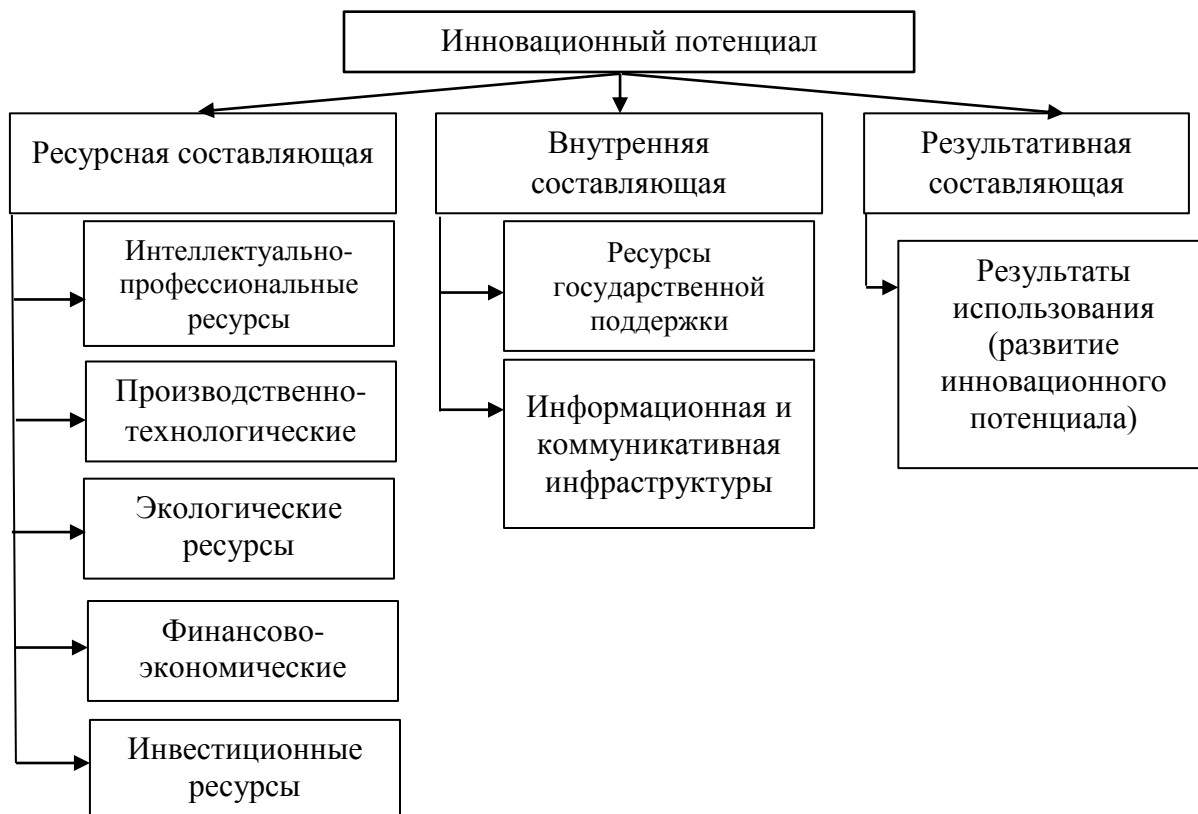 Инновационный потенциал
Ресурсная составляющая
Интеллектуально-
профессиональные
ресурсы
Производственно-
технологические
Экологические
ресурсы
Финансово-
экономические
Инвестиционные
ресурсы
Внутренняя
составляющая
Ресурсы
государственной
поддержки
Информационная и
коммуникативная
инфраструктуры
Результативная
составляющая
Результаты
использования
(развитие
инновационного
потенциала)